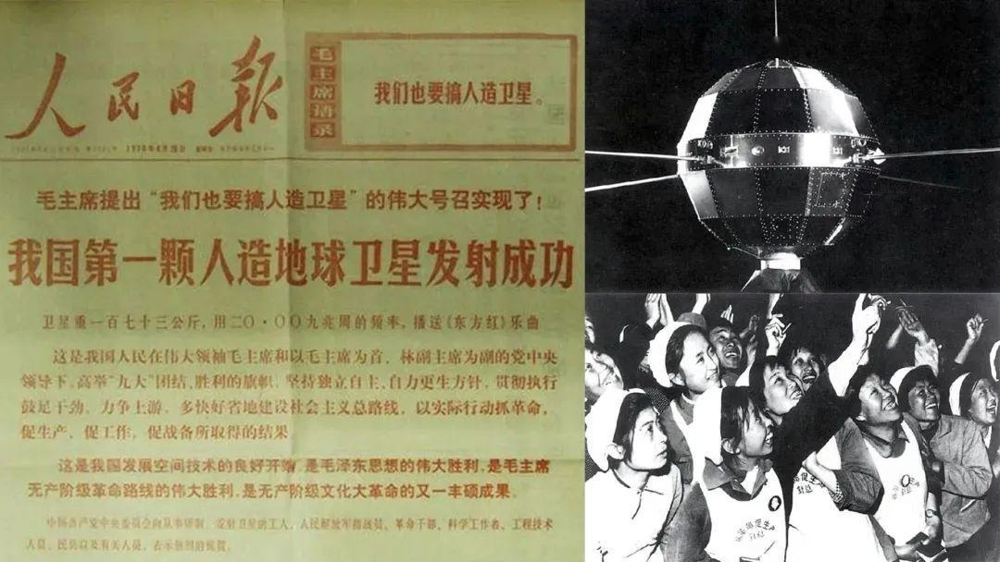 人民日报
毛主席语录
我们也要搞人造卫星。
毛主席提出“我们也要搞人造卫星”的伟大号召实现了!
我国第一颗人造地球卫星发射成功
卫星重一百七十三公斤,用二〇·〇〇九兆周的频率,播送《东方红》乐曲
这是我国人民在伟大领袖毛主席和以毛主席为首、林副主席为副的党中央
领导下,高举“九大”团结、胜利的旗帜,坚持独立自主、自力更生方针,贯彻执行
鼓足干劲、力争上游、多快好省地建设社会主义总路线,以实际行动抓革命,
促生产,促工作,促战备所取得的结果
这是我国发展空间技术的良好开端,是毛泽东思想的伟大胜利,是毛主席
无产阶级革命路线的伟大胜利,是无产阶级文化大革命的又一丰硕成果。
中国共产党中央委员会向从事研制、发射卫星的工人、人民解放军指战员、革命干部、科学工作者、工程技术
人员、民兵以及有关人员,表示热烈的祝贺。